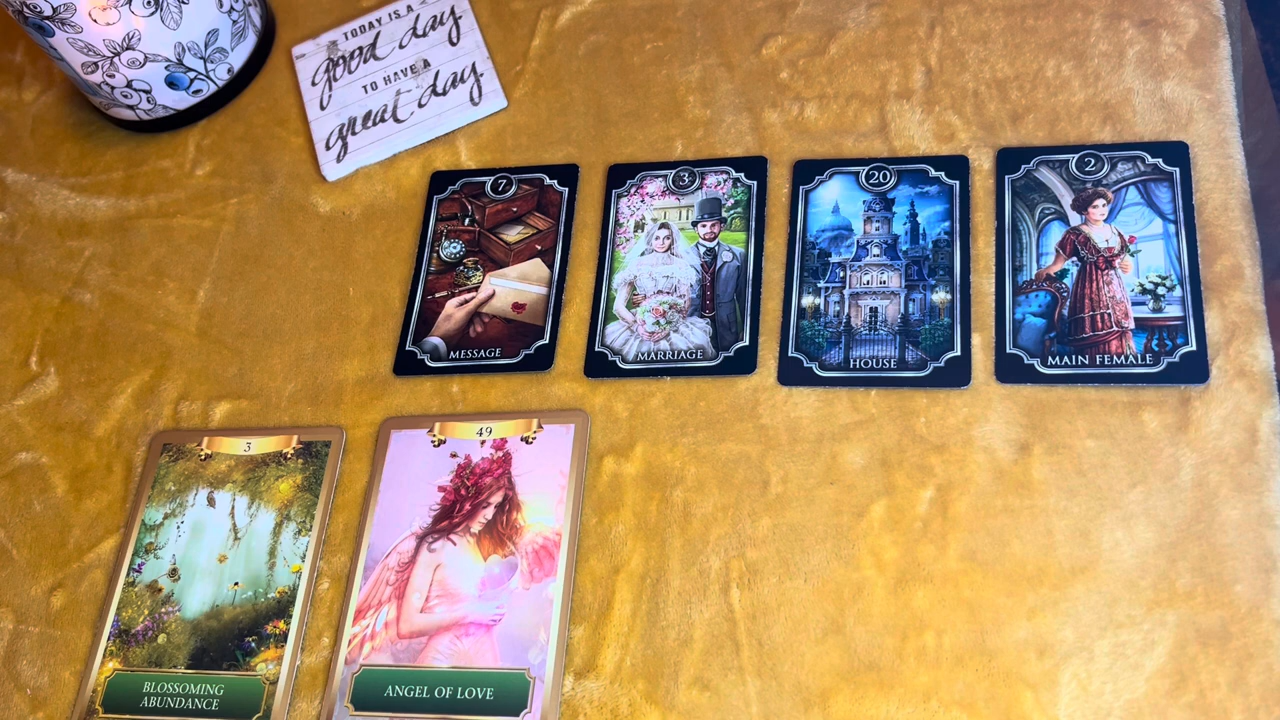 TODAY IS A
good day
TO HAVE A
great day
7
MESSAGE
3
MARRIAGE
20
HOUSE
2
MAIN FEMALE
3
BLOSSOMING
ABUNDANCE
49
ANGEL OF LOVE